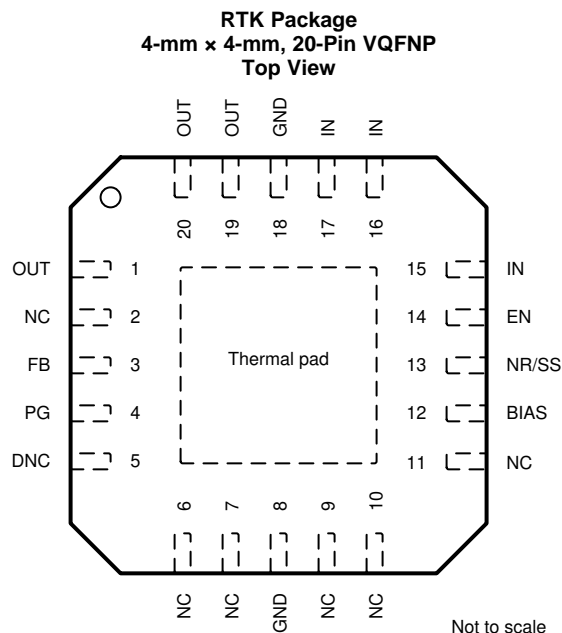 RTK Package
4-mm × 4-mm, 20-Pin VQFNP
Top View
OUT
OUT
GND
IN
IN
20
19
18
17
16
OUT 1
15 IN
NC 2
14 EN
FB 3
Thermal pad
13 NR/SS
PG 4
12 BIAS
DNC 5
11 NC
6
7
8
9
10
NC
NC
GND
NC
NC
Not to scale